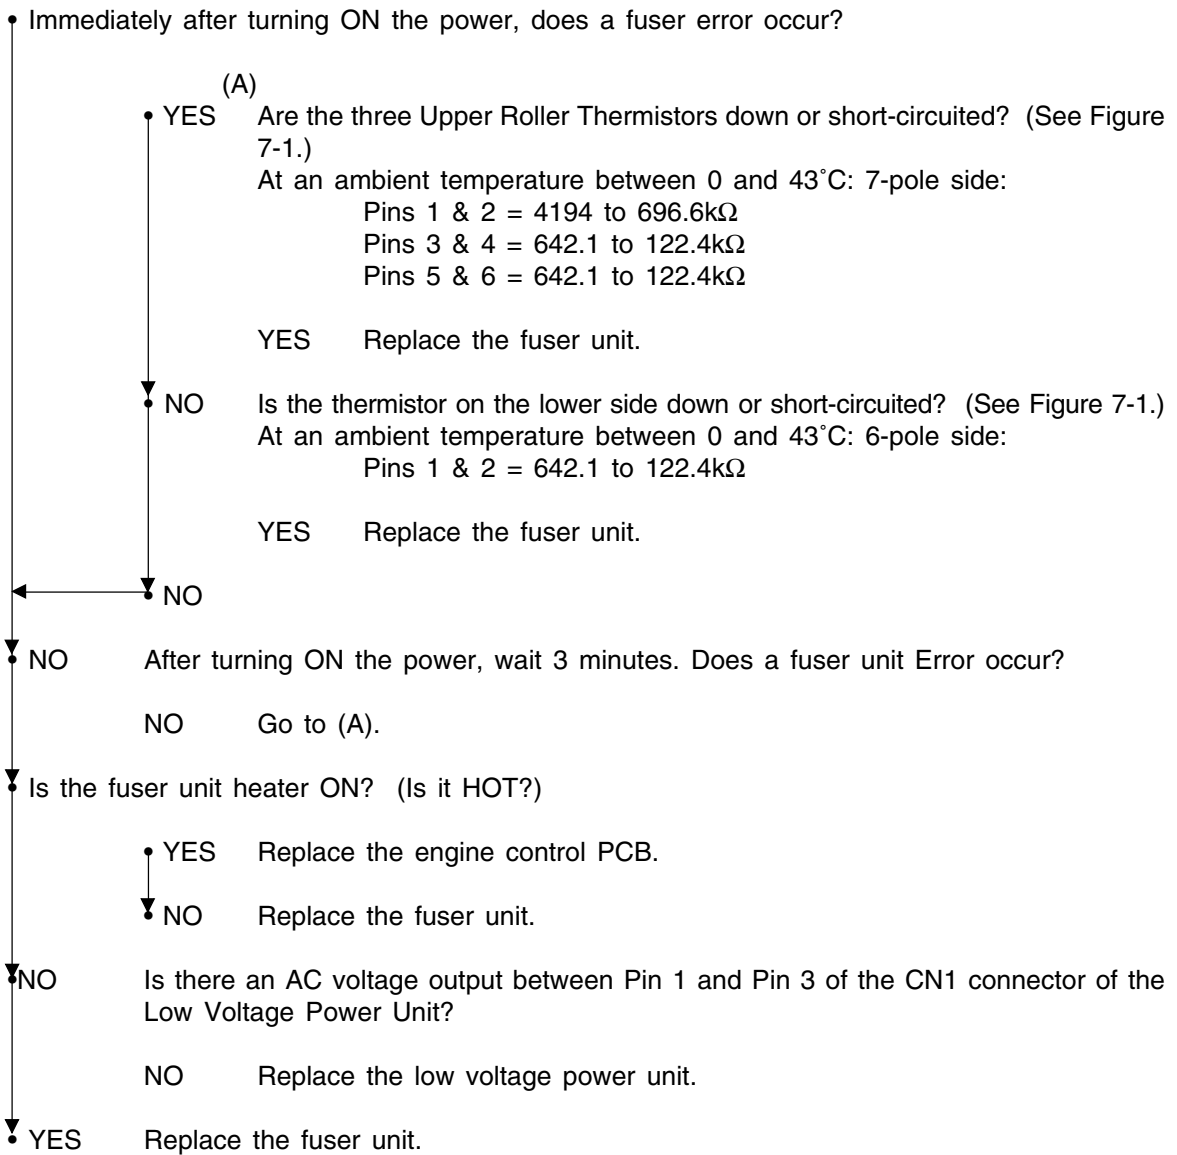 • Immediately after turning ON the power, does a fuser error occur?
(A)
• YES Are the three Upper Roller Thermistors down or short-circuited? (See Figure
7-1.)
At an ambient temperature between 0 and 43˚C: 7-pole side:
Pins 1 & 2 = 4194 to 696.6kΩ
Pins 3 & 4 = 642.1 to 122.4kΩ
Pins 5 & 6 = 642.1 to 122.4kΩ
YES Replace the fuser unit.
• NO Is the thermistor on the lower side down or short-circuited? (See Figure 7-1.)
At an ambient temperature between 0 and 43˚C: 6-pole side:
Pins 1 & 2 = 642.1 to 122.4kΩ
YES Replace the fuser unit.
• NO
• NO After turning ON the power, wait 3 minutes. Does a fuser unit Error occur?
NO Go to (A).
• Is the fuser unit heater ON? (Is it HOT?)
• YES Replace the engine control PCB.
• NO Replace the fuser unit.
•NO Is there an AC voltage output between Pin 1 and Pin 3 of the CN1 connector of the
Low Voltage Power Unit?
NO Replace the low voltage power unit.
• YES Replace the fuser unit.